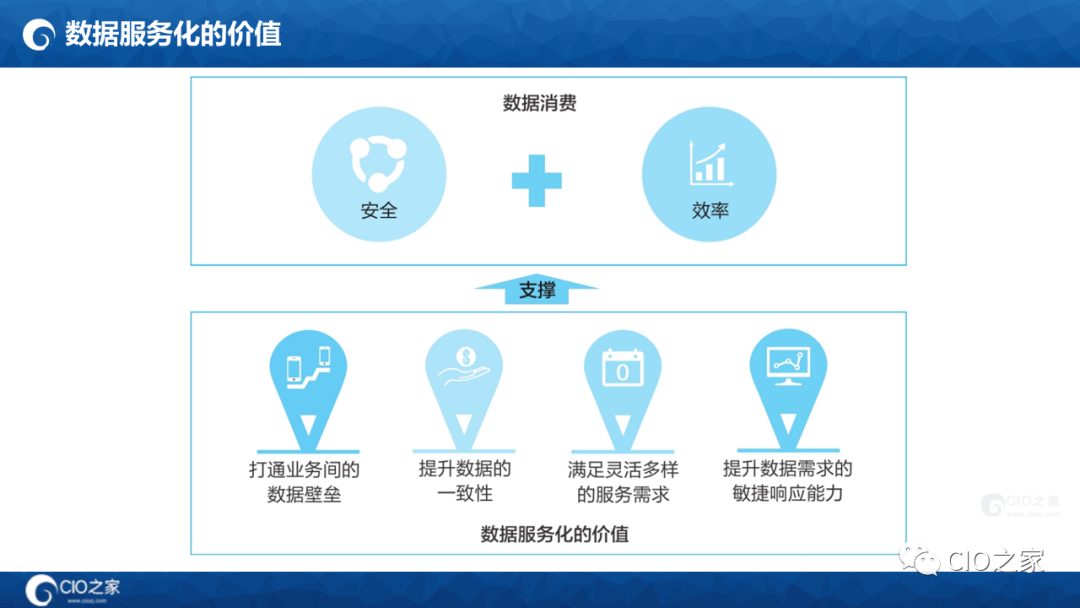 数据服务化的价值
数据消费
安全
效率
支撑
打通业务间的
数据壁垒
提升数据的
一致性
满足灵活多样
的服务需求
提升数据需求的
敏捷响应能力
数据服务化的价值
CIO之家
www.ciozj.com
CIO之家
CIO之家
www.ciozj.com